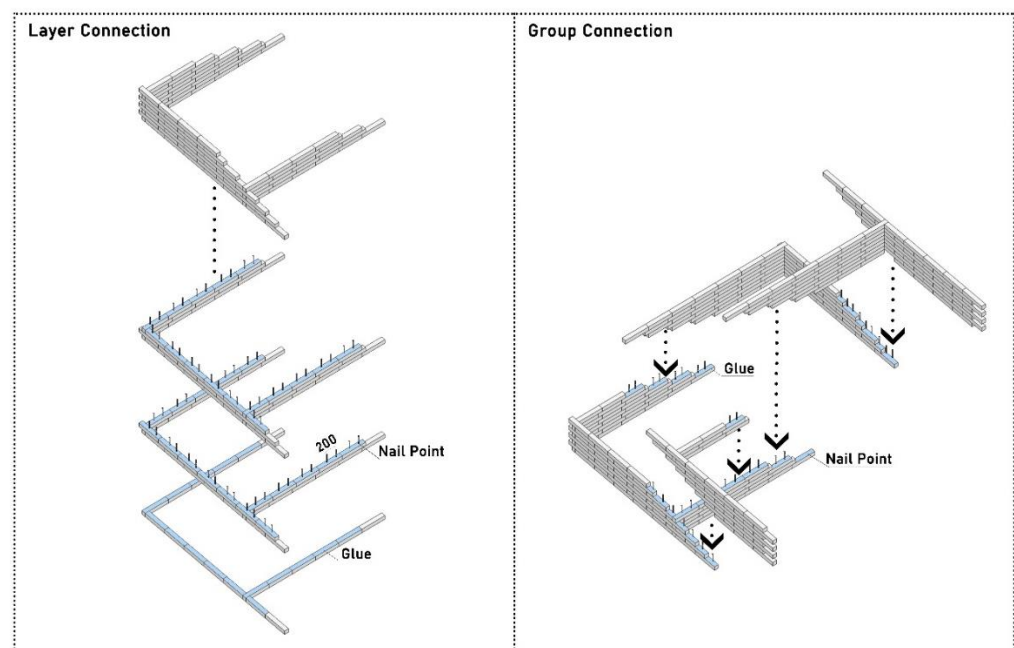 Layer Connection
200
Nail Point
Glue
Group Connection
Glue
Nail Point